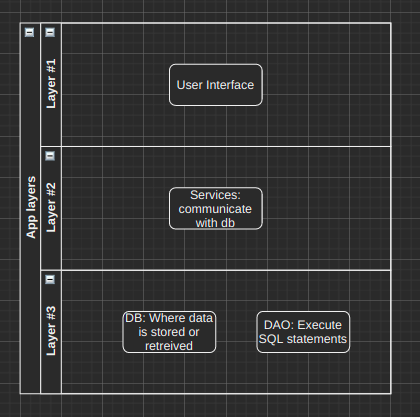 App layers
Layer #1
User Interface
Layer #2
Services:
communicate
with db
Layer #3
DB: Where data
is stored or
retreived
DAO: Execute
SQL statements